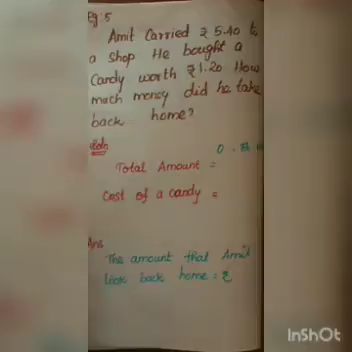 Eg: 5
Amit Carried ₹ 5.40 to
a shop He bought a
Candy worth ₹1.20 How
much money did he take
back home?
Soln
Total Amount =
Cost of a candy =
Ans
The amount that Amit
took back home = ₹
InShOt